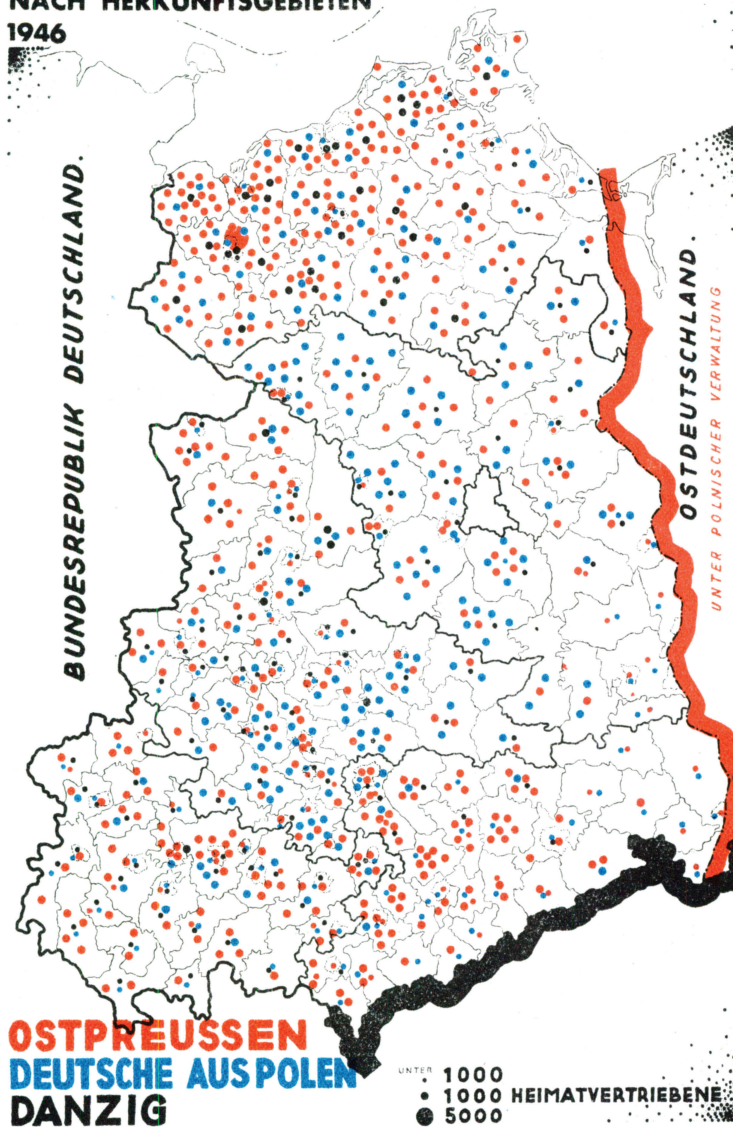 NACH HERKUNFTSGEBIETEN
1946
BUNDESREPUBLIK DEUTSCHLAND.
OSTDEUTSCHLAND.
UNTER POLNISCHER VERWALTUNG
OSTPREUSSEN
DEUTSCHE AUS POLEN
DANZIG
UNTER 1000
1000 HEIMATVERTRIEBENE
5000